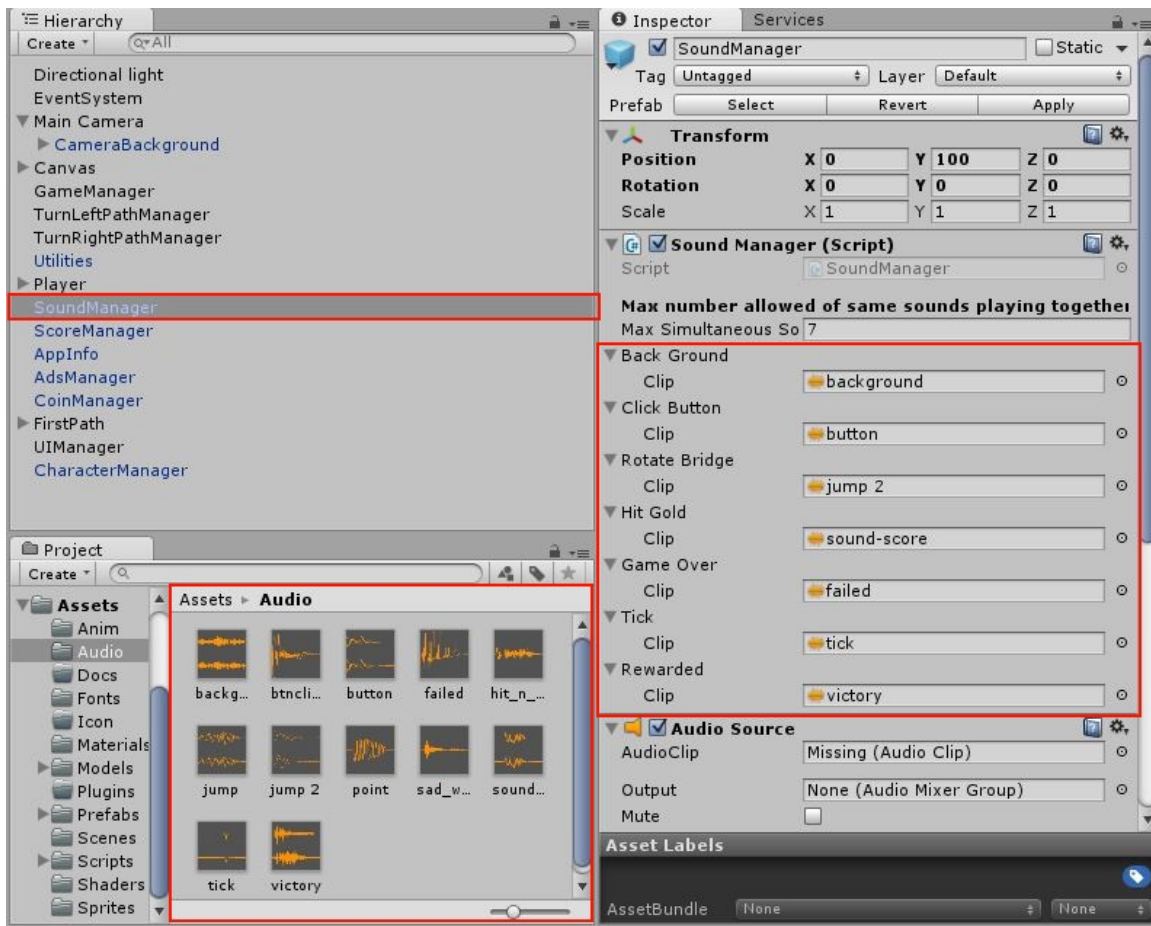 Hierarchy
Create
All
Directional light
EventSystem
Main Camera
CameraBackground
Canvas
GameManager
TurnLeftPathManager
TurnRightPathManager
Utilities
Player
SoundManager
ScoreManager
AppInfo
AdsManager
CoinManager
FirstPath
UIManager
CharacterManager
Project
Create
Assets
Anim
Audio
Docs
Fonts
Icon
Materials
Models
Plugins
Prefabs
Scenes
Scripts
Shaders
Sprites
Assets Audio
backg... btncli... button failed hit_n_...
jump jump 2 point sad_w... sound...
tick victory
Inspector Services
SoundManager Static
Tag Untagged Layer Default
Prefab Select Revert Apply
Transform
Position X 0 Y 100 Z 0
Rotation X 0 Y 0 Z 0
Scale X 1 Y 1 Z 1
Sound Manager (Script)
Script SoundManager
Max number allowed of same sounds playing together
Max Simultaneous So 7
Back Ground
Clip background
Click Button
Clip button
Rotate Bridge
Clip jump 2
Hit Gold
Clip sound-score
Game Over
Clip failed
Tick
Clip tick
Rewarded
Clip victory
Audio Source
AudioClip Missing (Audio Clip)
Output None (Audio Mixer Group)
Mute
Asset Labels
AssetBundle None None